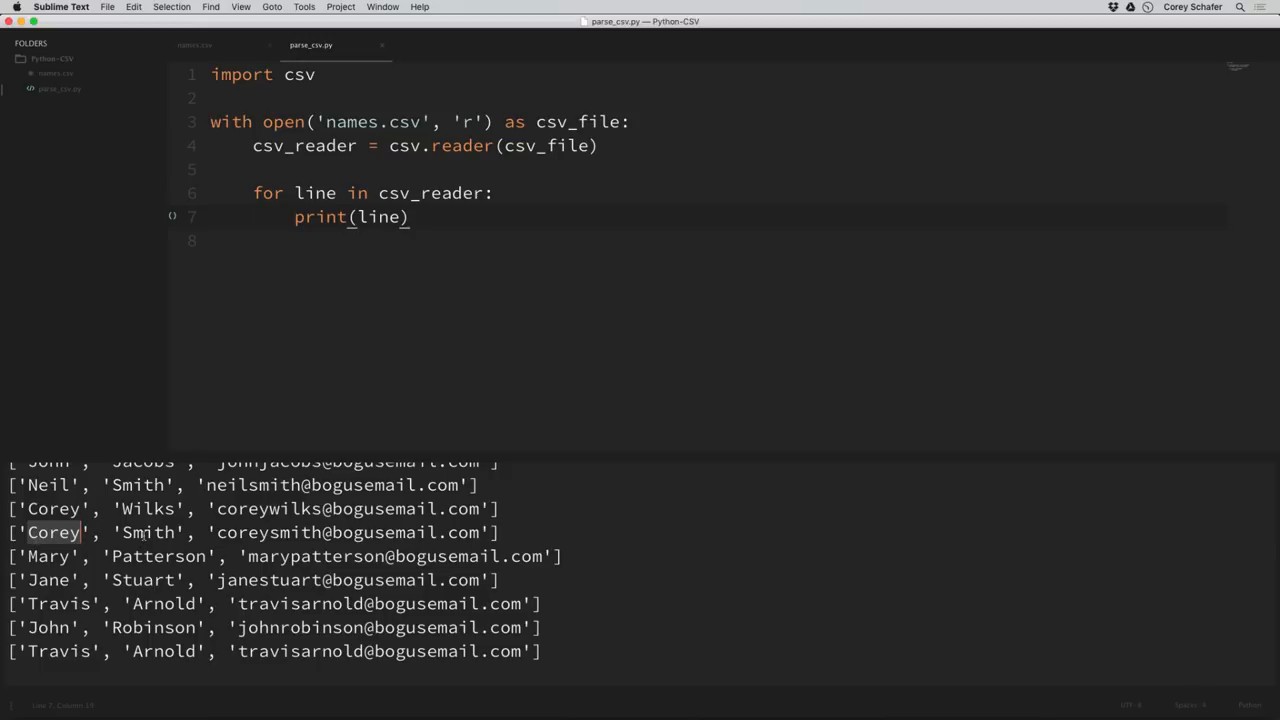 Sublime Text File Edit Selection Find View Goto Tools Project Window Help Corey Schafer
parse_csv.py — Python-CSV
FOLDERS
Python-CSV
names.csv
parse_csv.py
names.csv parse_csv.py
1 import csv
2
3 with open('names.csv', 'r') as csv_file:
4 csv_reader = csv.reader(csv_file)
5
6 for line in csv_reader:
7 print(line)
8
['John', 'Jacobs', 'johnjacobs@bogusemail.com']
['Neil', 'Smith', 'neilsmith@bogusemail.com']
['Corey', 'Wilks', 'coreywilks@bogusemail.com']
['Corey', 'Smith', 'coreysmith@bogusemail.com']
['Mary', 'Patterson', 'marypatterson@bogusemail.com']
['Jane', 'Stuart', 'janestuart@bogusemail.com']
['Travis', 'Arnold', 'travisarnold@bogusemail.com']
['John', 'Robinson', 'johnrobinson@bogusemail.com']
['Travis', 'Arnold', 'travisarnold@bogusemail.com']
Line 7, Column 19 UTF-8 Spaces: 4 Python